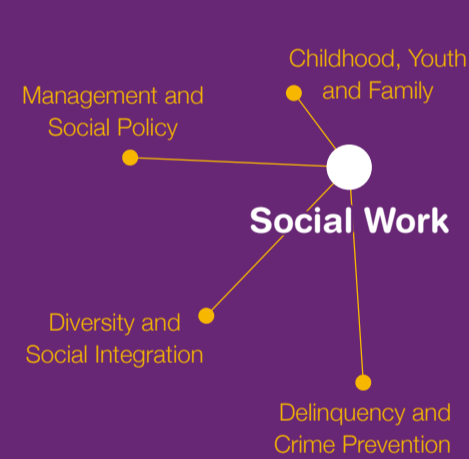 Childhood, Youth
and Family
Management and
Social Policy
Social Work
Diversity and
Social Integration
Delinquency and
Crime Prevention